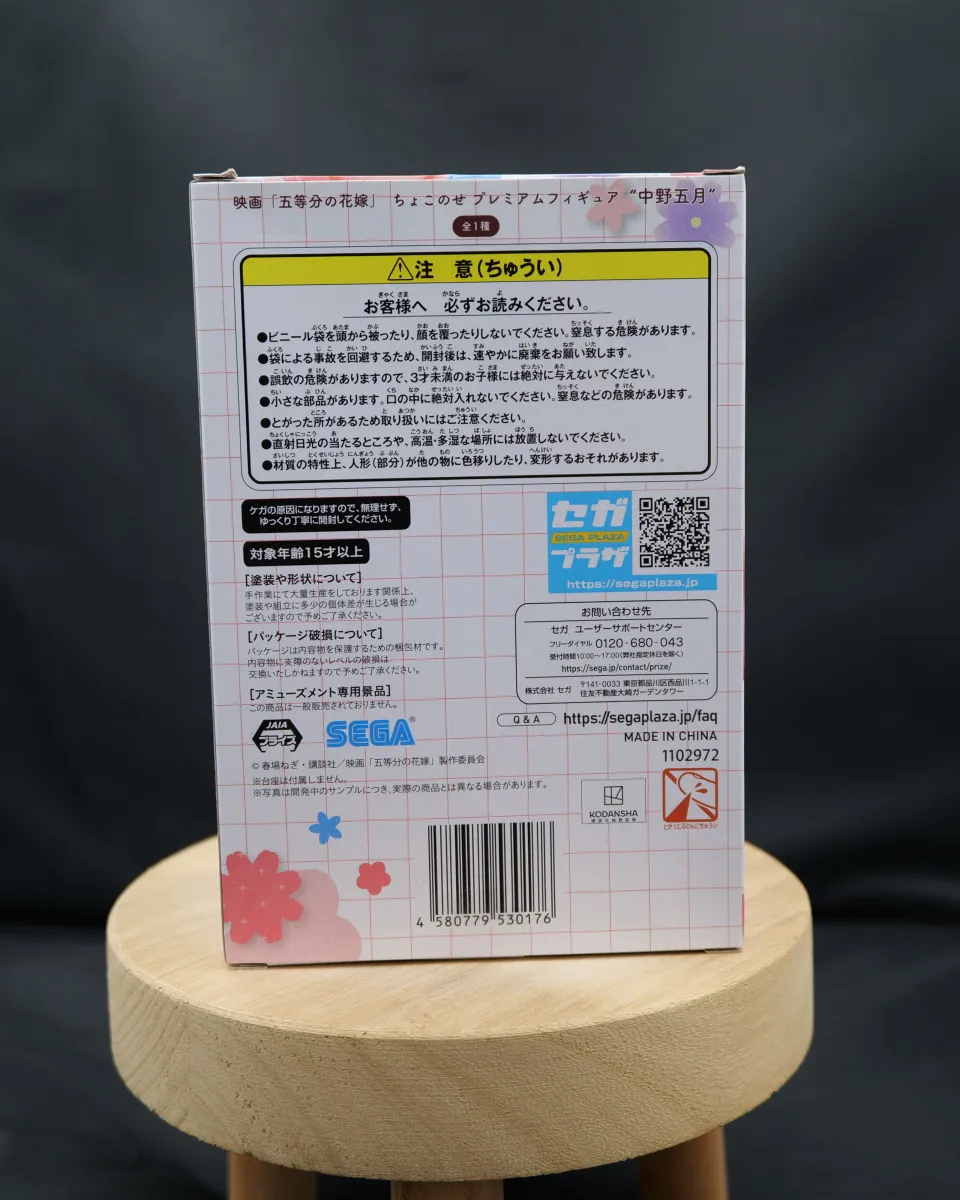 映画「五等分の花嫁」 ちょこのせ プレミアムフィギュア "中野五月"
全1種
⚠注 意(ちゅうい)
お客様へ 必ずお読みください。
●ビニール袋を頭から被ったり、顔を覆ったりしないでください。窒息する危険があります。
●袋による事故を回避するため、開封後は、速やかに廃棄をお願い致します。
●誤飲の危険がありますので、3才未満のお子様には絶対に与えないでください。
●小さな部品があります。口の中に絶対入れないでください。窒息などの危険があります。
●とがった所があるため取り扱いにはご注意ください。
●直射日光の当たるところや、高温・多湿な場所には放置しないでください。
●材質の特性上、人形(部分)が他の物に色移りしたり、変形するおそれがあります。
ケガの原因になりますので、無理せず、
ゆっくり丁寧に開封してください。
対象年齢15才以上
[塗装や形状について]
手作業にて大量生産をしております関係上、
塗装や組立に多少の個体差が生じる場合が
ございますので予めご了承ください。
[パッケージ破損について]
パッケージは内容物を保護するための梱包材です。
内容物に支障のないレベルの破損は
交換いたしかねますので予めご了承ください。
[アミューズメント専用景品]
この商品は一般販売されておりません。
JAIA
プライズ
SEGA®
©春場ねぎ・講談社／映画「五等分の花嫁」製作委員会
※台座は付属しません。
※写真は開発中のサンプルにつき、実際の商品とは異なる場合があります。
セガ
SEGA PLAZA
プラザ
https://segaplaza.jp
お問い合わせ先
セガ ユーザーサポートセンター
フリーダイヤル 0120-680-043
受付時間10:00〜17:00(弊社指定休日を除く)
https://sega.jp/contact/prize/
株式会社 セガ 〒141-0033 東京都品川区西品川1-1-1
住友不動産大崎ガーデンタワー
Q&A https://segaplaza.jp/faq
MADE IN CHINA
1102972
KODANSHA
とがったぶひんにちゅうい
4 580779 530176